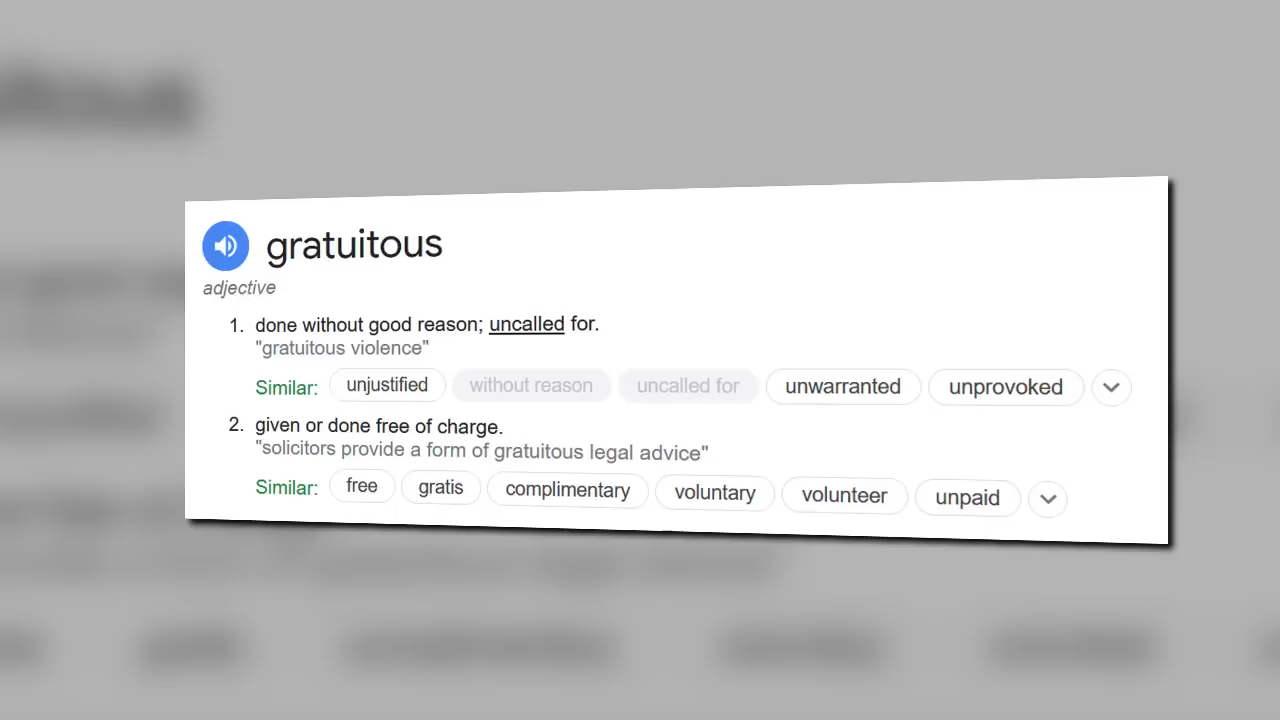 gratuitous
adjective
1. done without good reason; uncalled for.
"gratuitous violence"
Similar: unjustified without reason uncalled for unwarranted unprovoked
2. given or done free of charge.
"solicitors provide a form of gratuitous legal advice"
Similar: free gratis complimentary voluntary volunteer unpaid